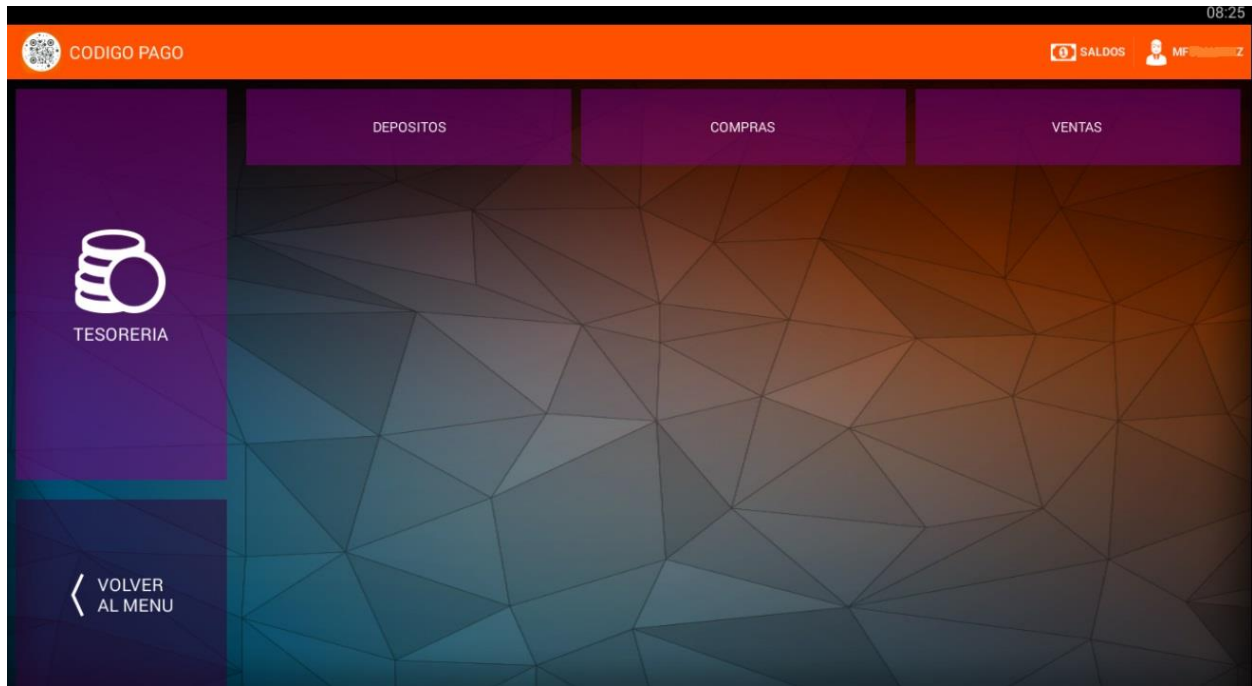 08:25
CODIGO PAGO
SALDOS
DEPOSITOS
COMPRAS
VENTAS
TESORERIA
VOLVER
AL MENU